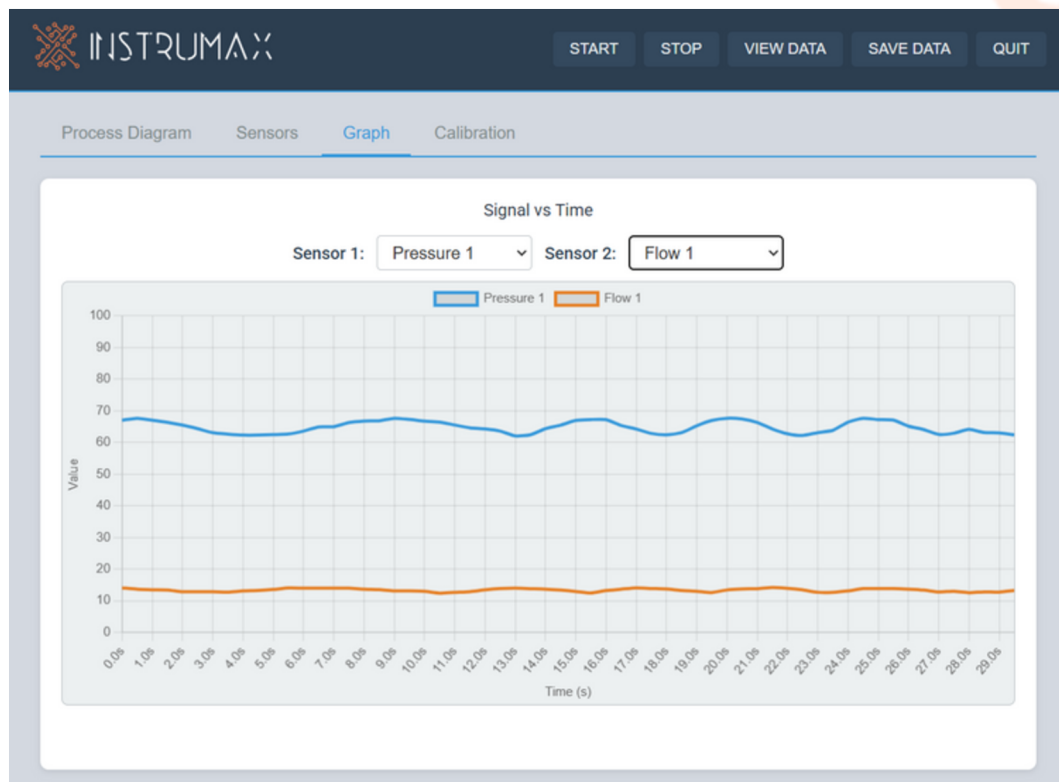 INSTRUMAX START STOP VIEW DATA SAVE DATA QUIT
Process Diagram Sensors Graph Calibration
Signal vs Time
Sensor 1: Pressure 1 Sensor 2: Flow 1
Pressure 1 Flow 1
100
90
80
70
60
50
40
30
20
10
0
Value
0.0s 1.0s 2.0s 3.0s 4.0s 5.0s 6.0s 7.0s 8.0s 9.0s 10.0s 11.0s 12.0s 13.0s 14.0s 15.0s 16.0s 17.0s 18.0s 19.0s 20.0s 21.0s 22.0s 23.0s 24.0s 25.0s 26.0s 27.0s 28.0s 29.0s
Time (s)